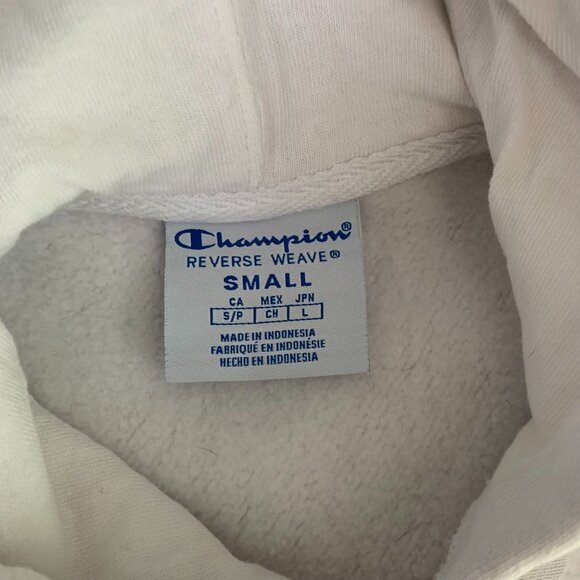 Champion®
REVERSE WEAVE®
SMALL
CA MEX JPN
S/P CH L
MADE IN INDONESIA
FABRIQUÉ EN INDONÉSIE
HECHO EN INDONESIA